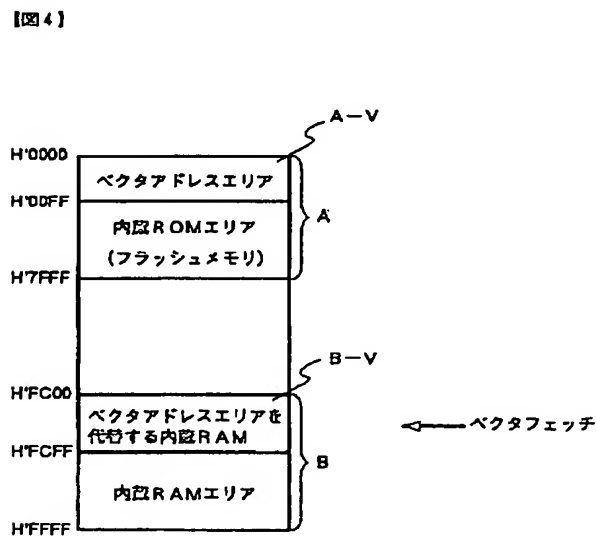 【図4】
A-V
H'0000
ベクタアドレスエリア
H'00FF
内蔵ROMエリア
A
(フラッシュメモリ)
H'7FFF
B-V
H'FC00
ベクタアドレスエリアを
代替する内蔵RAM
ベクタフェッチ
H'FCFF
B
内蔵RAMエリア
H'FFFF